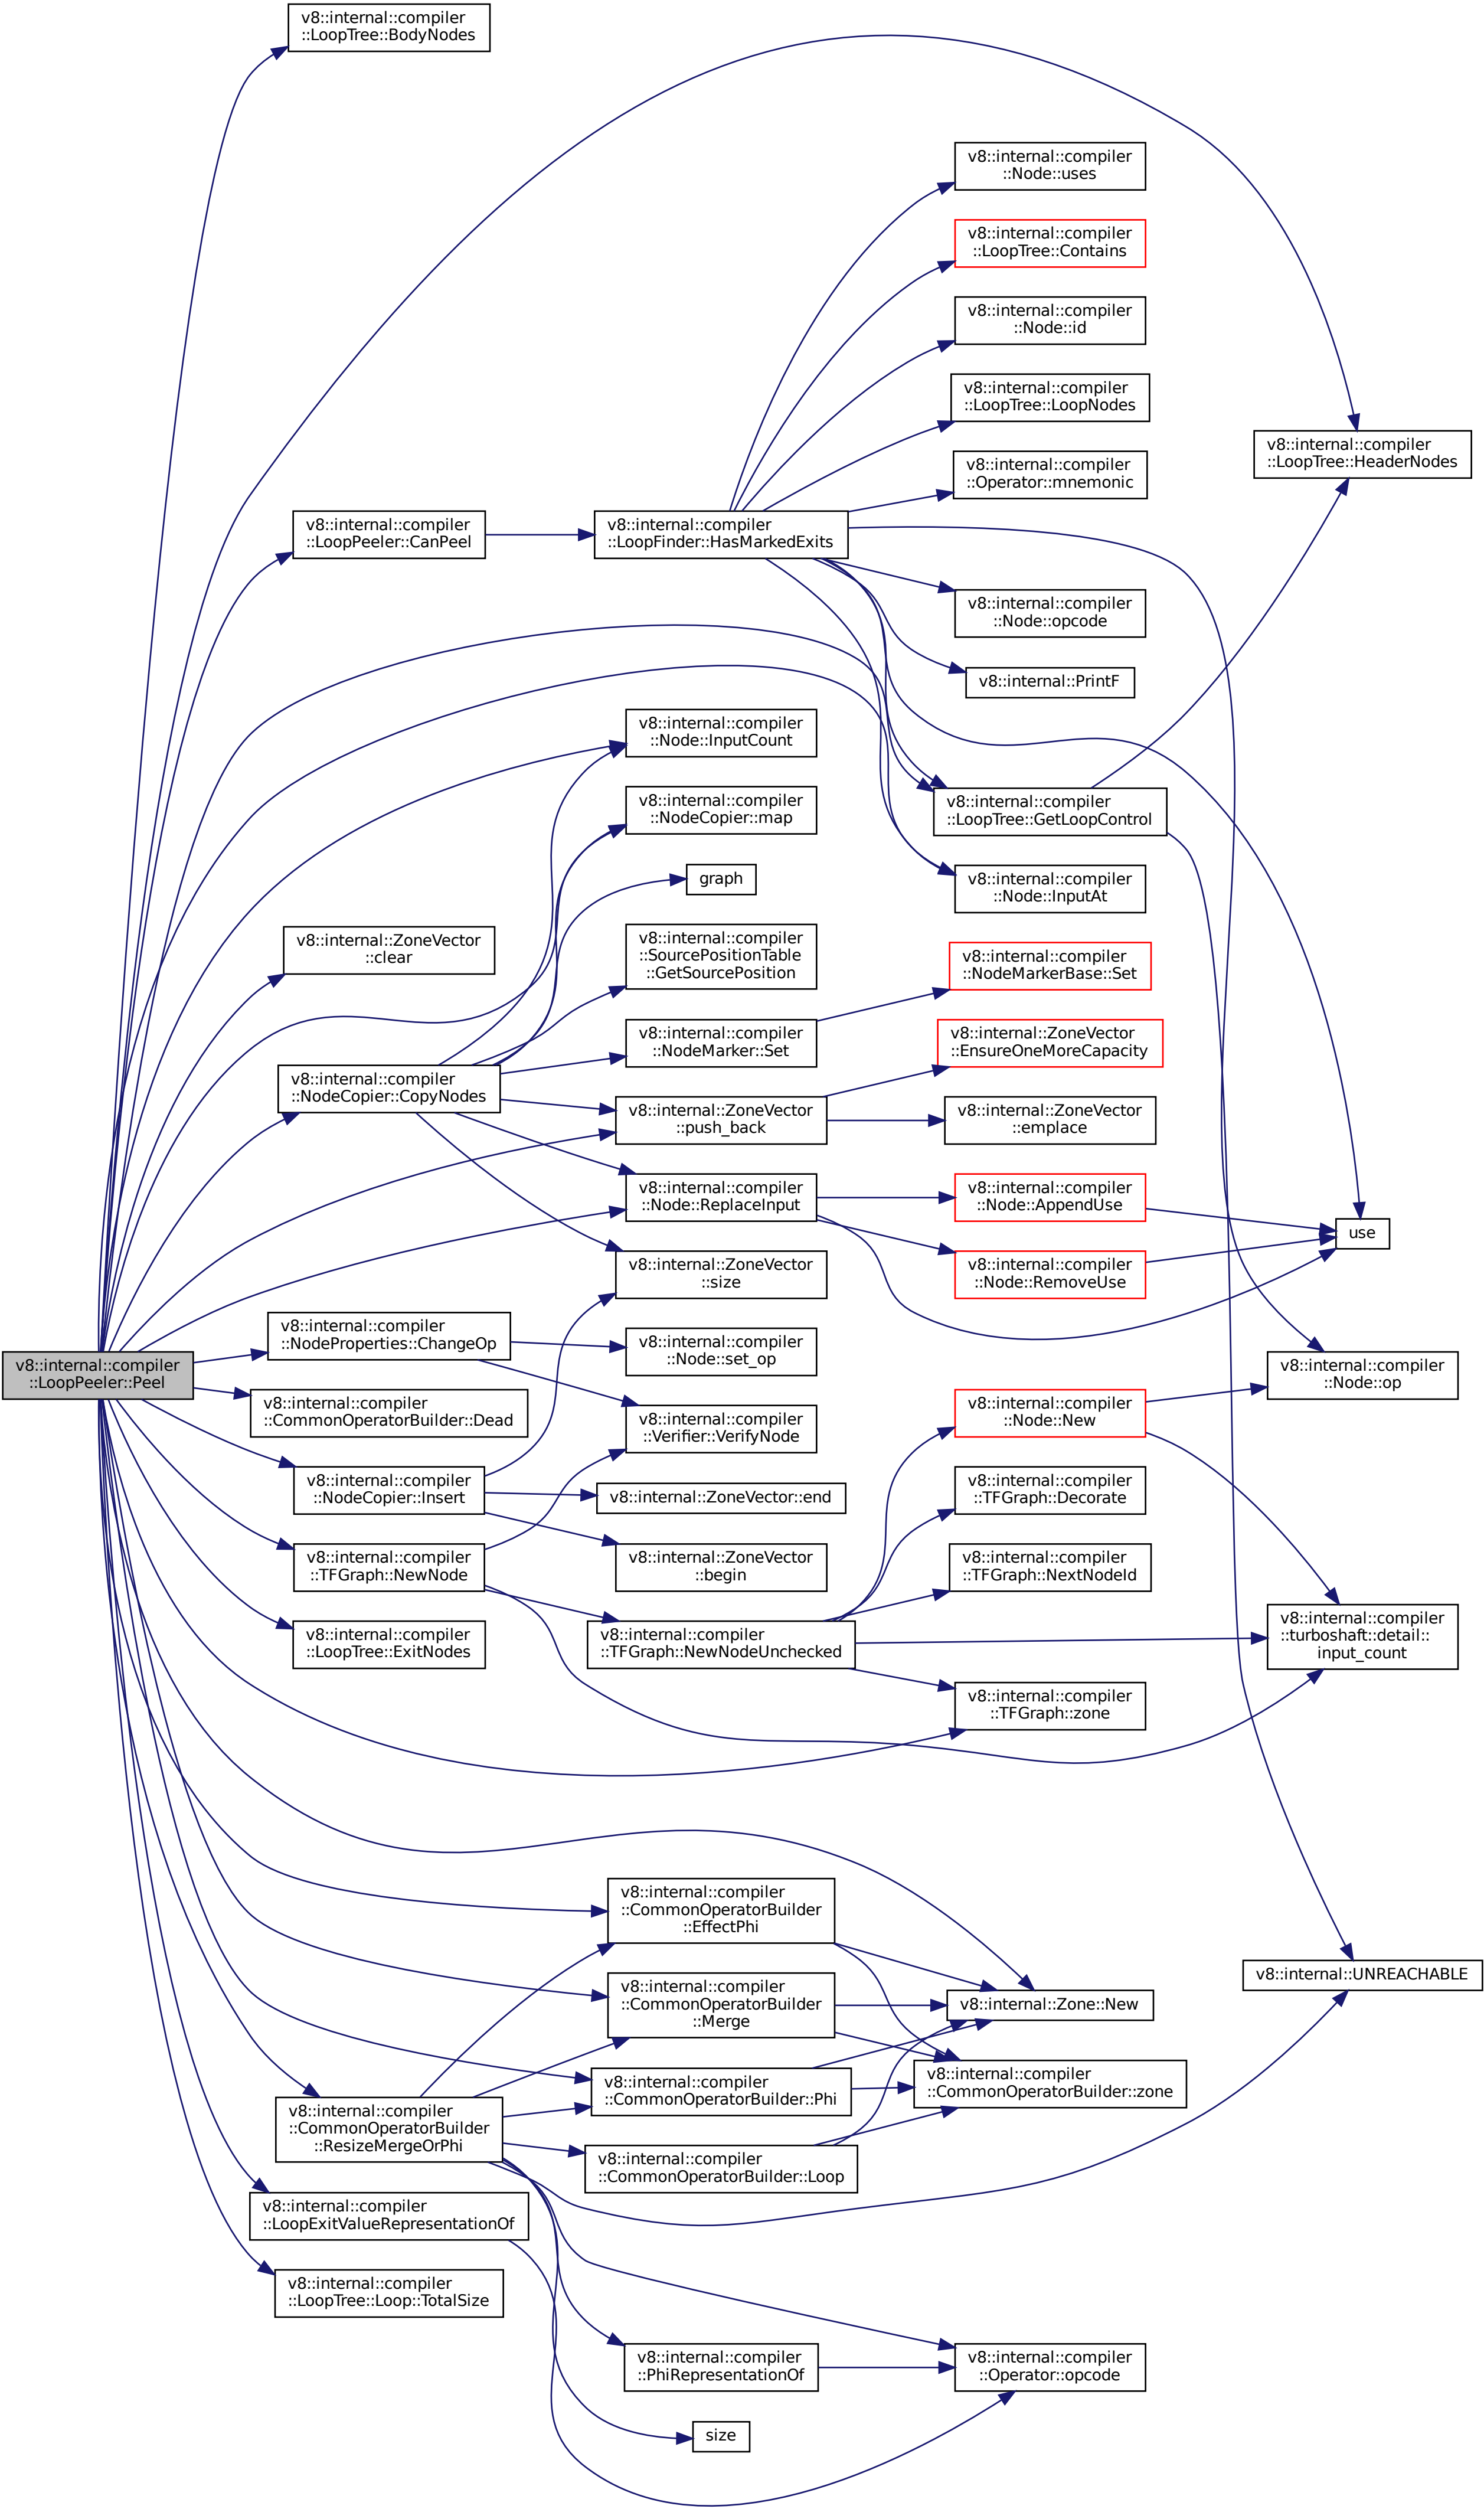 v8::internal::compiler
::LoopTree::BodyNodes
v8::internal::compiler
::Node::uses
v8::internal::compiler
::LoopTree::Contains
v8::internal::compiler
::Node::id
v8::internal::compiler
::LoopTree::LoopNodes
v8::internal::compiler
::LoopTree::HeaderNodes
v8::internal::compiler
::Operator::mnemonic
v8::internal::compiler
::LoopPeeler::CanPeel
v8::internal::compiler
::LoopFinder::HasMarkedExits
v8::internal::compiler
::Node::opcode
v8::internal::PrintF
v8::internal::compiler
::Node::InputCount
v8::internal::compiler
::NodeCopier::map
v8::internal::compiler
::LoopTree::GetLoopControl
graph
v8::internal::compiler
::Node::InputAt
v8::internal::ZoneVector
::clear
v8::internal::compiler
::SourcePositionTable
::GetSourcePosition
v8::internal::compiler
::NodeMarkerBase::Set
v8::internal::compiler
::NodeMarker::Set
v8::internal::ZoneVector
::EnsureOneMoreCapacity
v8::internal::compiler
::NodeCopier::CopyNodes
v8::internal::ZoneVector
::push_back
v8::internal::ZoneVector
::emplace
v8::internal::compiler
::Node::ReplaceInput
v8::internal::compiler
::Node::AppendUse
use
v8::internal::ZoneVector
::size
v8::internal::compiler
::Node::RemoveUse
v8::internal::compiler
::NodeProperties::ChangeOp
v8::internal::compiler
::Node::set_op
v8::internal::compiler
::LoopPeeler::Peel
v8::internal::compiler
::Node::op
v8::internal::compiler
::CommonOperatorBuilder::Dead
v8::internal::compiler
::Verifier::VerifyNode
v8::internal::compiler
::Node::New
v8::internal::compiler
::NodeCopier::Insert
v8::internal::ZoneVector::end
v8::internal::compiler
::TFGraph::Decorate
v8::internal::compiler
::TFGraph::NewNode
v8::internal::ZoneVector
::begin
v8::internal::compiler
::TFGraph::NextNodeId
v8::internal::compiler
::LoopTree::ExitNodes
v8::internal::compiler
::TFGraph::NewNodeUnchecked
v8::internal::compiler
::turboshaft::detail::
input_count
v8::internal::compiler
::TFGraph::zone
v8::internal::compiler
::CommonOperatorBuilder
::EffectPhi
v8::internal::UNREACHABLE
v8::internal::compiler
::CommonOperatorBuilder
::Merge
v8::internal::Zone::New
v8::internal::compiler
::CommonOperatorBuilder::Phi
v8::internal::compiler
::CommonOperatorBuilder::zone
v8::internal::compiler
::CommonOperatorBuilder
::ResizeMergeOrPhi
v8::internal::compiler
::CommonOperatorBuilder::Loop
v8::internal::compiler
::LoopExitValueRepresentationOf
v8::internal::compiler
::LoopTree::Loop::TotalSize
v8::internal::compiler
::PhiRepresentationOf
v8::internal::compiler
::Operator::opcode
size